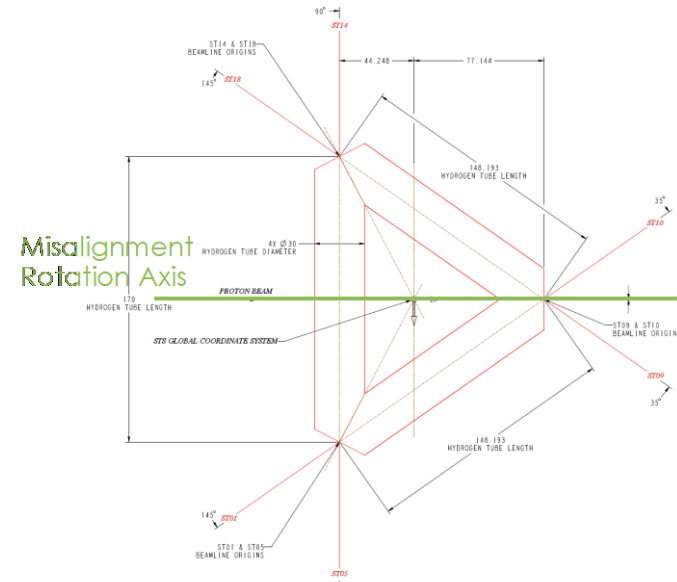 90°
ST14
ST14 & ST18
BEAMLINE ORIGINS
44.248
77.144
145°
ST18
148.193
HYDROGEN TUBE LENGTH
35°
ST10
Misalignment
Rotation Axis
4X Ø30
HYDROGEN TUBE DIAMETER
PROTON BEAM
170
HYDROGEN TUBE LENGTH
STS GLOBAL COORDINATE SYSTEM
ST09 & ST10
BEAMLINE ORIGINS
ST09
35°
148.193
HYDROGEN TUBE LENGTH
145°
ST01
ST01 & ST05
BEAMLINE ORIGINS
ST05